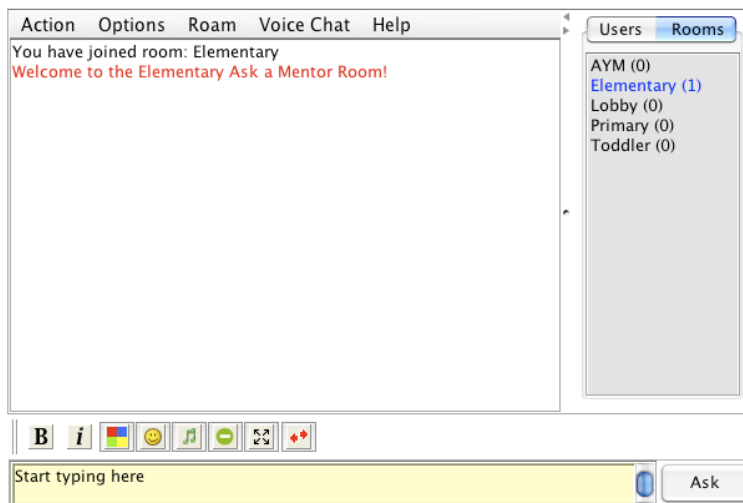 Action Options Roam Voice Chat Help
You have joined room: Elementary
Welcome to the Elementary Ask a Mentor Room!
Users Rooms
AYM (0)
Elementary (1)
Lobby (0)
Primary (0)
Toddler (0)
B i
Start typing here
Ask